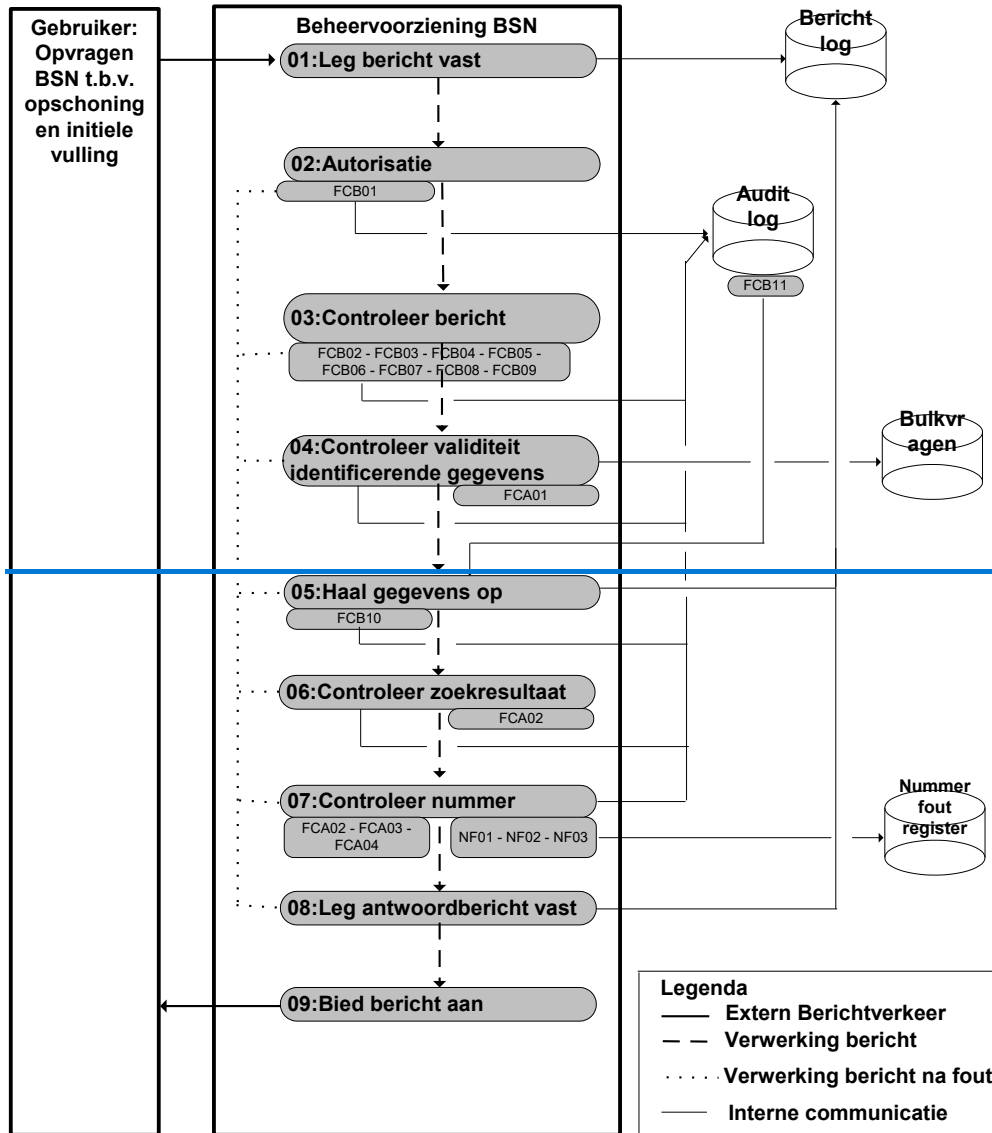 Gebruiker:
Opvragen
BSN t.b.v.
opschoning
en initiele
vulling
Beheervoorziening BSN
01:Leg bericht vast
Bericht
log
02:Autorisatie
FCB01
Audit
log
FCB11
03:Controleer bericht
FCB02 - FCB03 - FCB04 - FCB05 -
FCB06 - FCB07 - FCB08 - FCB09
04:Controleer validiteit
identificerende gegevens
FCA01
Bulkvr
agen
05:Haal gegevens op
FCB10
06:Controleer zoekresultaat
FCA02
07:Controleer nummer
FCA02 - FCA03 -
FCA04
NF01 - NF02 - NF03
Nummer
fout
register
08:Leg antwoordbericht vast
09:Bied bericht aan
Legenda
Extern Berichtverkeer
Verwerking bericht
Verwerking bericht na fout
Interne communicatie